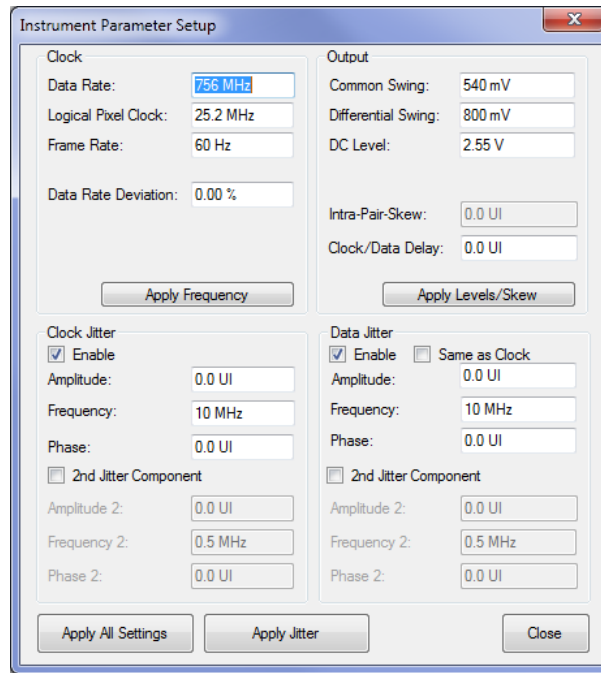 Instrument Parameter Setup
Clock
Data Rate: 756 MHz
Logical Pixel Clock: 25.2 MHz
Frame Rate: 60 Hz
Data Rate Deviation: 0.00 %
Apply Frequency
Output
Common Swing: 540 mV
Differential Swing: 800 mV
DC Level: 2.55 V
Intra-Pair-Skew: 0.0 UI
Clock/Data Delay: 0.0 UI
Apply Levels/Skew
Clock Jitter
Enable
Amplitude: 0.0 UI
Frequency: 10 MHz
Phase: 0.0 UI
2nd Jitter Component
Amplitude 2: 0.0 UI
Frequency 2: 0.5 MHz
Phase 2: 0.0 UI
Data Jitter
Enable Same as Clock
Amplitude: 0.0 UI
Frequency: 10 MHz
Phase: 0.0 UI
2nd Jitter Component
Amplitude 2: 0.0 UI
Frequency 2: 0.5 MHz
Phase 2: 0.0 UI
Apply All Settings Apply Jitter Close